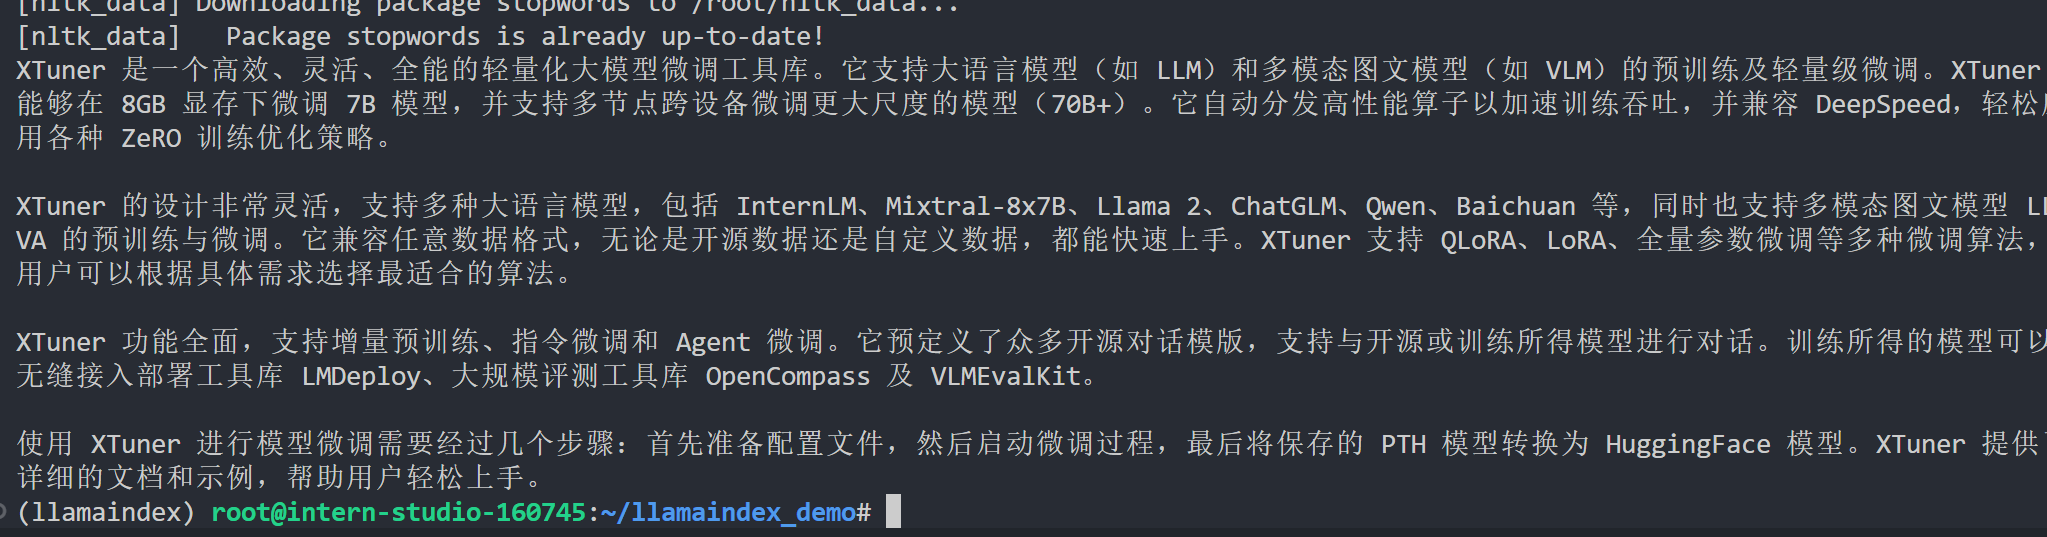 [nltk_data] Downloading package stopwords to /root/nltk_data...
[nltk_data]   Package stopwords is already up-to-date!
XTuner 是一个高效、灵活、全能的轻量化大模型微调工具库。它支持大语言模型（如 LLM）和多模态图文模型（如 VLM）的预训练及轻量级微调。XTuner
能够在 8GB 显存下微调 7B 模型，并支持多节点跨设备微调更大尺度的模型（70B+）。它自动分发高性能算子以加速训练吞吐，并兼容 DeepSpeed，轻松
用各种 ZeRO 训练优化策略。
XTuner 的设计非常灵活，支持多种大语言模型，包括 InternLM、Mixtral-8x7B、Llama 2、ChatGLM、Qwen、Baichuan 等，同时也支持多模态图文模型 LL
VA 的预训练与微调。它兼容任意数据格式，无论是开源数据还是自定义数据，都能快速上手。XTuner 支持 QLoRA、LoRA、全量参数微调等多种微调算法，
用户可以根据具体需求选择最适合的算法。
XTuner 功能全面，支持增量预训练、指令微调和 Agent 微调。它预定义了众多开源对话模版，支持与开源或训练所得模型进行对话。训练所得的模型可以
无缝接入部署工具库 LMDeploy、大规模评测工具库 OpenCompass 及 VLMEvalKit。
使用 XTuner 进行模型微调需要经过几个步骤：首先准备配置文件，然后启动微调过程，最后将保存的 PTH 模型转换为 HuggingFace 模型。XTuner 提供
详细的文档和示例，帮助用户轻松上手。
(llamaindex) root@intern-studio-160745:~/llamaindex_demo#